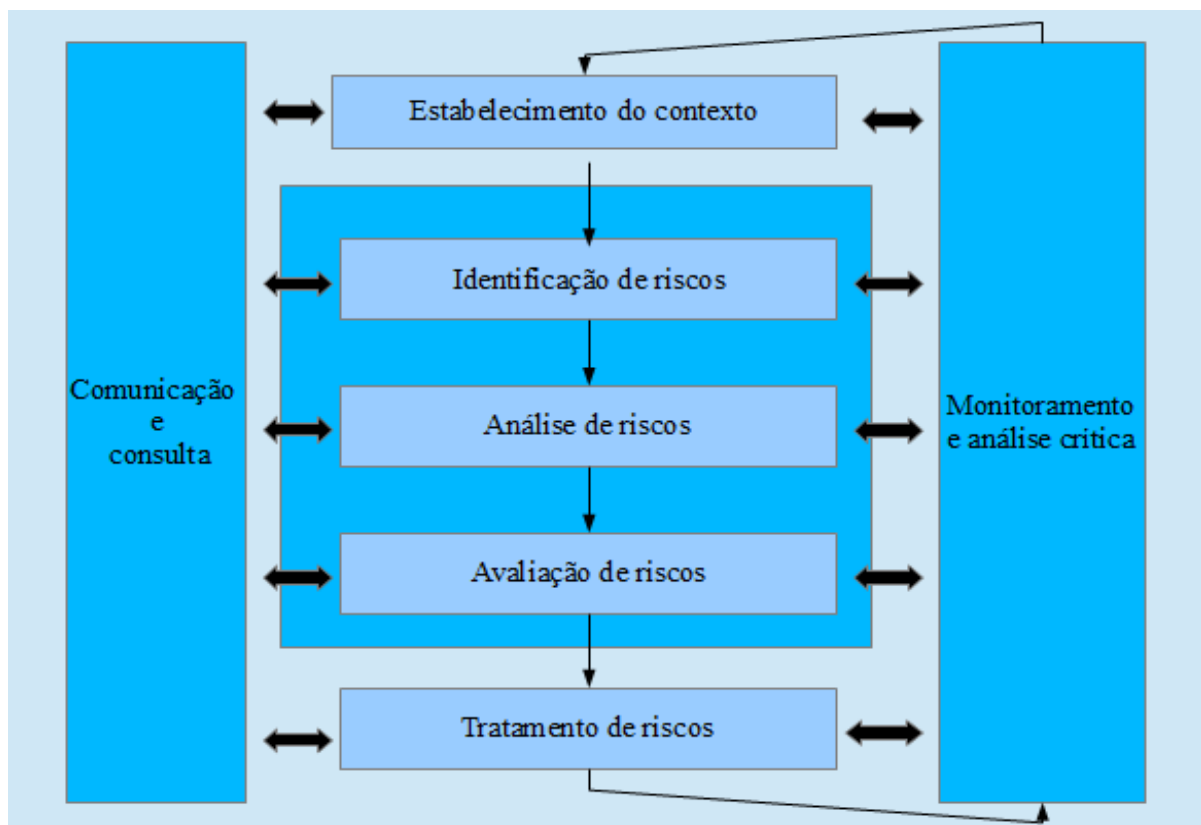 Estabelecimento do contexto
Identificação de riscos
Comunicação
e
consulta
Análise de riscos
Monitoramento
e análise critica
Avaliação de riscos
Tratamento de riscos